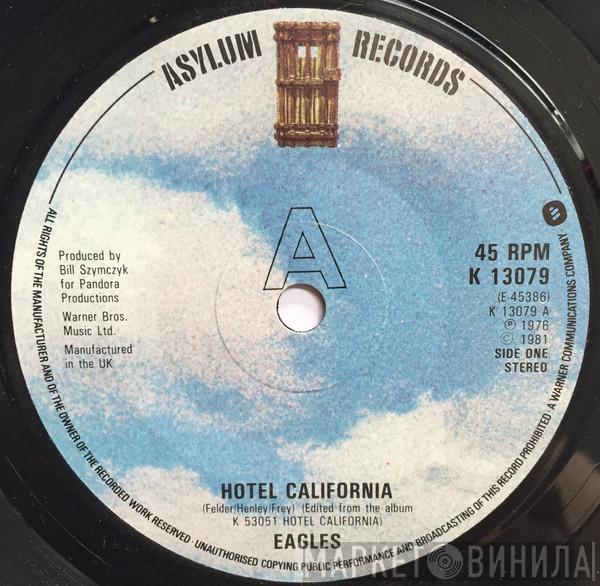 ASYLUM RECORDS
A
Produced by
Bill Szymczyk
for Pandora
Productions
Warner Bros.
Music Ltd.
Manufactured
in the UK
45 RPM
K 13079
(E-45386)
K 13079 A
Ⓟ 1976
© 1981
SIDE ONE
STEREO
HOTEL CALIFORNIA
(Felder/Henley/Frey) (Edited from the album
K 53051 HOTEL CALIFORNIA)
EAGLES
ALL RIGHTS OF THE MANUFACTURER AND OF THE OWNER OF THE RECORDED WORK RESERVED · UNAUTHORISED COPYING PUBLIC PERFORMANCE AND BROADCASTING OF THIS RECORD PROHIBITED · A WARNER COMMUNICATIONS COMPANY
МАРКЕТ ВИНИЛА!